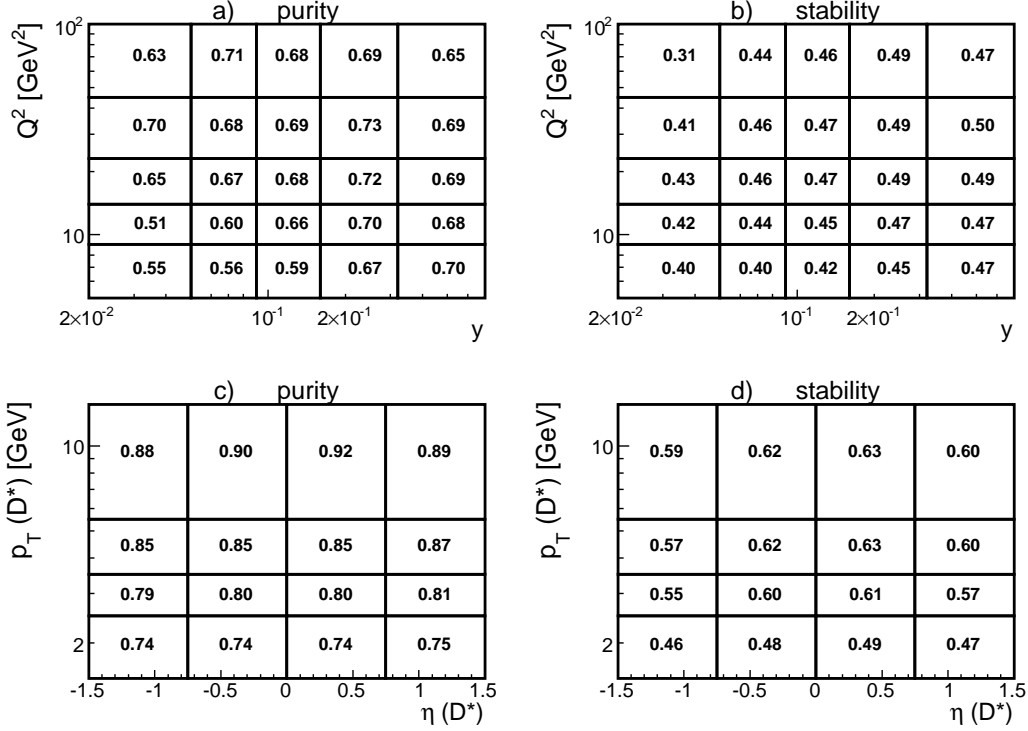 a) purity
10²
Q² [GeV²]
0.63 0.71 0.68 0.69 0.65
0.70 0.68 0.69 0.73 0.69
0.65 0.67 0.68 0.72 0.69
0.51 0.60 0.66 0.70 0.68
10
0.55 0.56 0.59 0.67 0.70
2×10⁻² 10⁻¹ 2×10⁻¹
y
b) stability
10²
Q² [GeV²]
0.31 0.44 0.46 0.49 0.47
0.41 0.46 0.47 0.49 0.50
0.43 0.46 0.47 0.49 0.49
0.42 0.44 0.45 0.47 0.47
10
0.40 0.40 0.42 0.45 0.47
2×10⁻² 10⁻¹ 2×10⁻¹
y
c) purity
p_T (D*) [GeV]
10
0.88 0.90 0.92 0.89
0.85 0.85 0.85 0.87
0.79 0.80 0.80 0.81
2
0.74 0.74 0.74 0.75
-1.5 -1 -0.5 0 0.5 1 1.5
η (D*)
d) stability
p_T (D*) [GeV]
10
0.59 0.62 0.63 0.60
0.57 0.62 0.63 0.60
0.55 0.60 0.61 0.57
2
0.46 0.48 0.49 0.47
-1.5 -1 -0.5 0 0.5 1 1.5
η (D*)